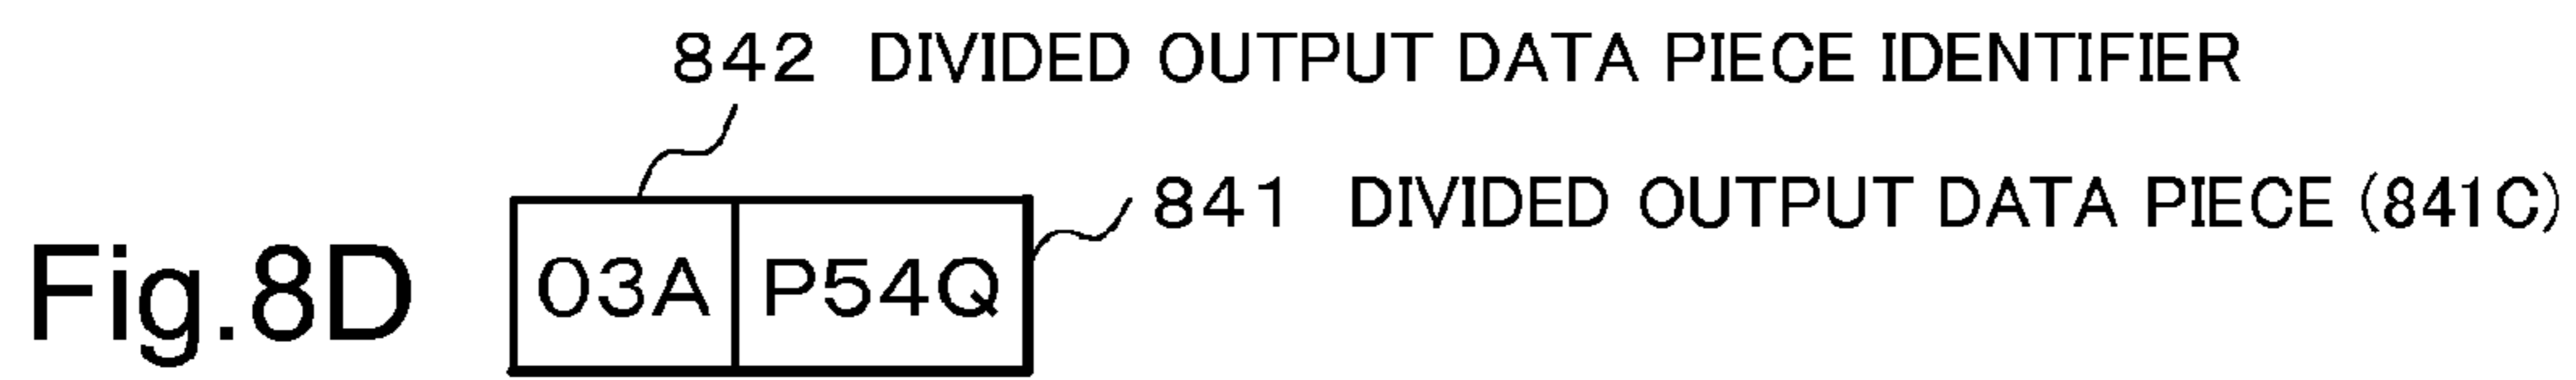 842 DIVIDED OUTPUT DATA PIECE IDENTIFIER
841 DIVIDED OUTPUT DATA PIECE (841C)
Fig.8D 03A P54Q